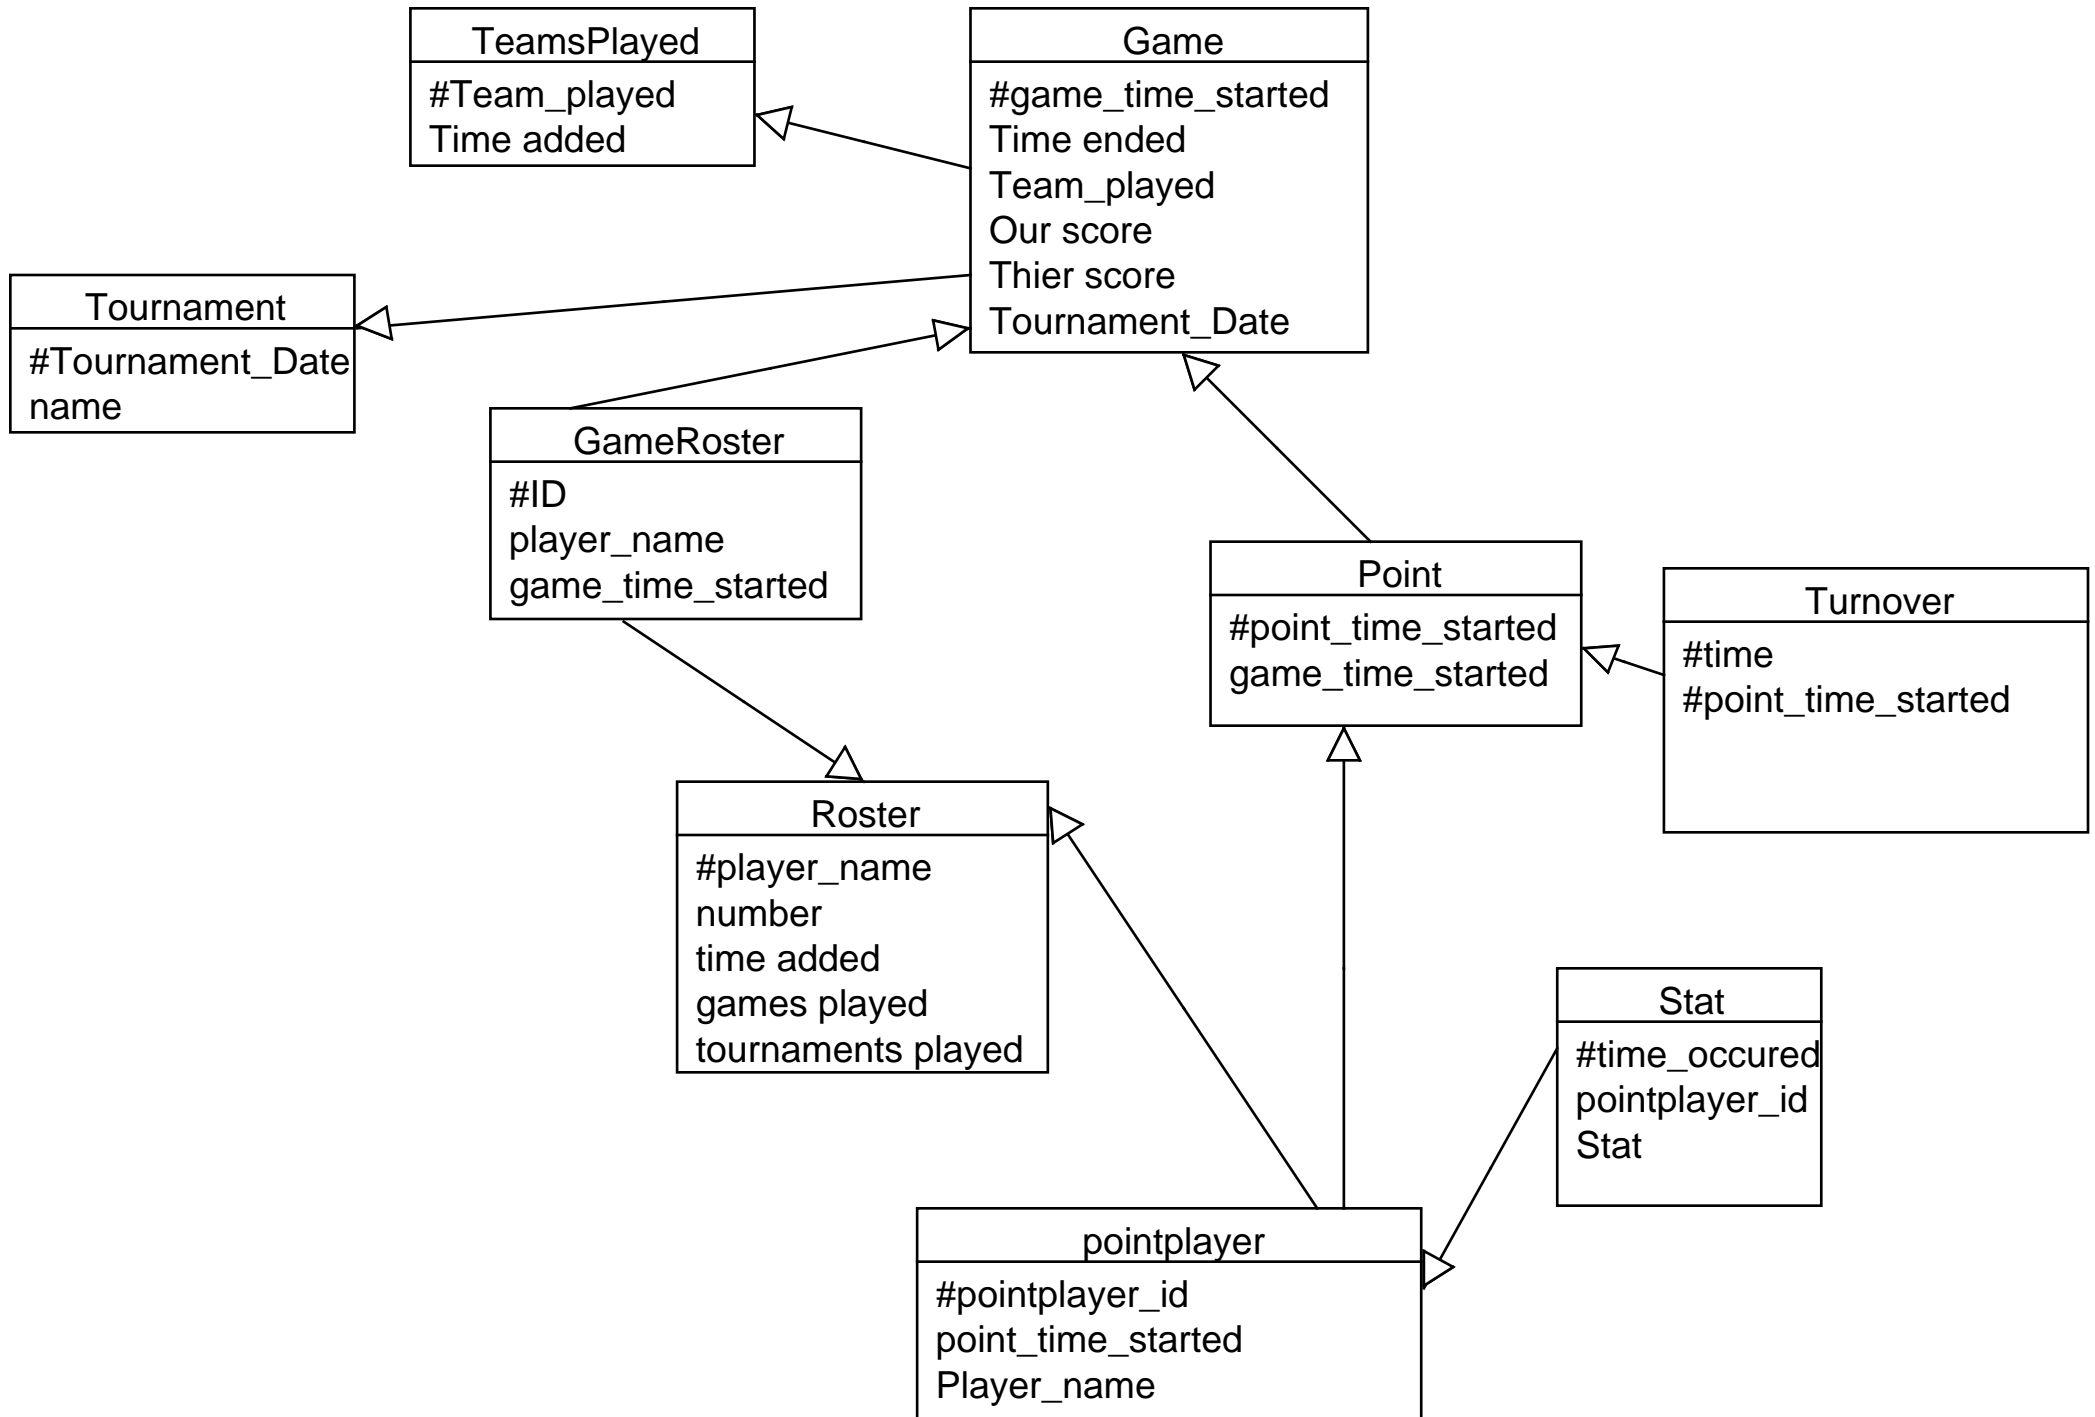 TeamsPlayed
#Team_played
Time added
Game
#game_time_started
Time ended
Team_played
Our score
Thier score
Tournament_Date
Tournament
#Tournament_Date
name
GameRoster
#ID
player_name
game_time_started
Point
#point_time_started
game_time_started
Turnover
#time
#point_time_started
Roster
#player_name
number
time added
games played
tournaments played
Stat
#time_occured
pointplayer_id
Stat
pointplayer
#pointplayer_id
point_time_started
Player_name